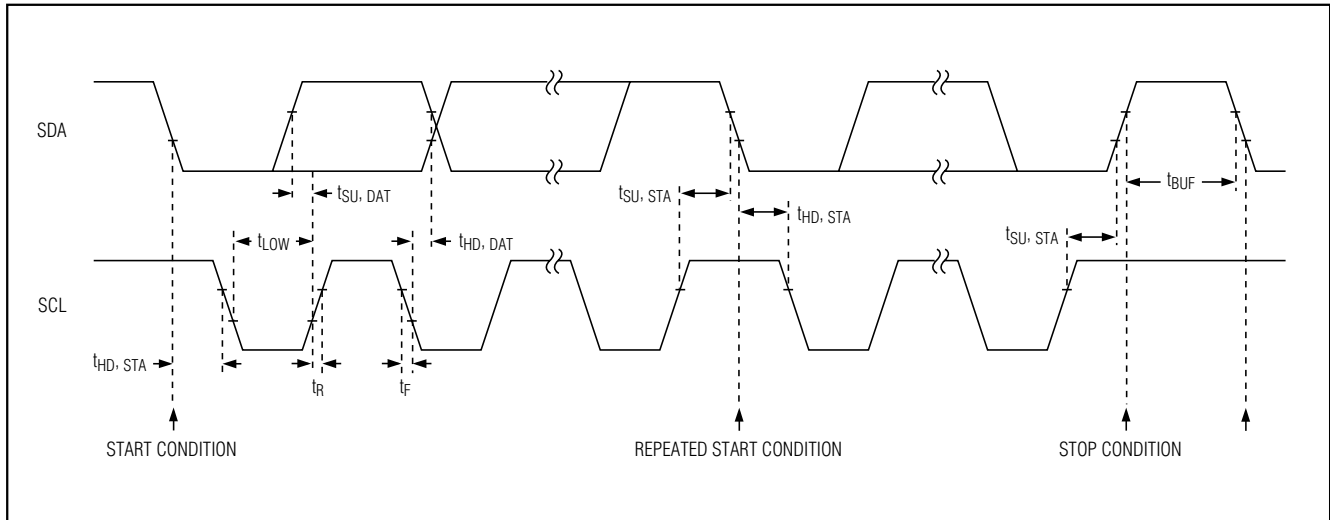 SDA
tSU, DAT
tSU, STA
tBUF
tHD, STA
tLOW
tHD, DAT
tSU, STA
SCL
tHD, STA
tR
tF
START CONDITION
REPEATED START CONDITION
STOP CONDITION